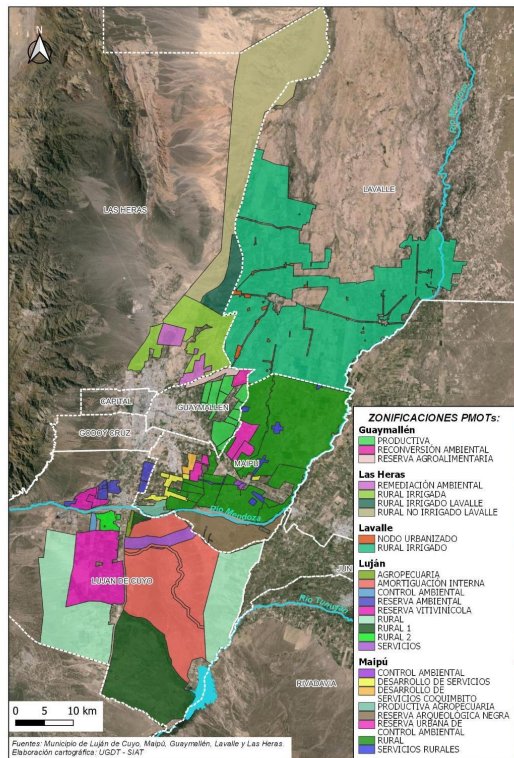 N
LAVALLE
LAS HERAS
CAPITAL
GUAYMALLEN
GODOY CRUZ
MAIPU
Río Mendoza
LUJAN DE CUYO
JUN
Río Tunuyán
RIVADAVIA
ZONIFICACIONES PMOTs:
Guaymallén
PRODUCTIVA
RECONVERSIÓN AMBIENTAL
RESERVA AGROALIMENTARIA
Las Heras
REMEDIACIÓN AMBIENTAL
RURAL IRRIGADA
RURAL IRRIGADO LAVALLE
RURAL NO IRRIGADO LAVALLE
Lavalle
NODO URBANIZADO
RURAL IRRIGADO
Luján
AGROPECUARIA
AMORTIGUACIÓN INTERNA
CONTROL AMBIENTAL
RESERVA AMBIENTAL
RESERVA VITIVINÍCOLA
RURAL
RURAL 1
RURAL 2
SERVICIOS
Maipú
CONTROL AMBIENTAL
DESARROLLO DE SERVICIOS
DESARROLLO DE
SERVICIOS COQUIMBITO
PRODUCTIVA AGROPECUARIA
RESERVA ARQUEOLÓGICA NEGRA
RESERVA URBANA DE
CONTROL AMBIENTAL
RURAL
SERVICIOS RURALES
0 5 10 km
Fuentes: Municipio de Luján de Cuyo, Maipú, Guaymallén, Lavalle y Las Heras.
Elaboración cartográfica: UGDT - SIAT